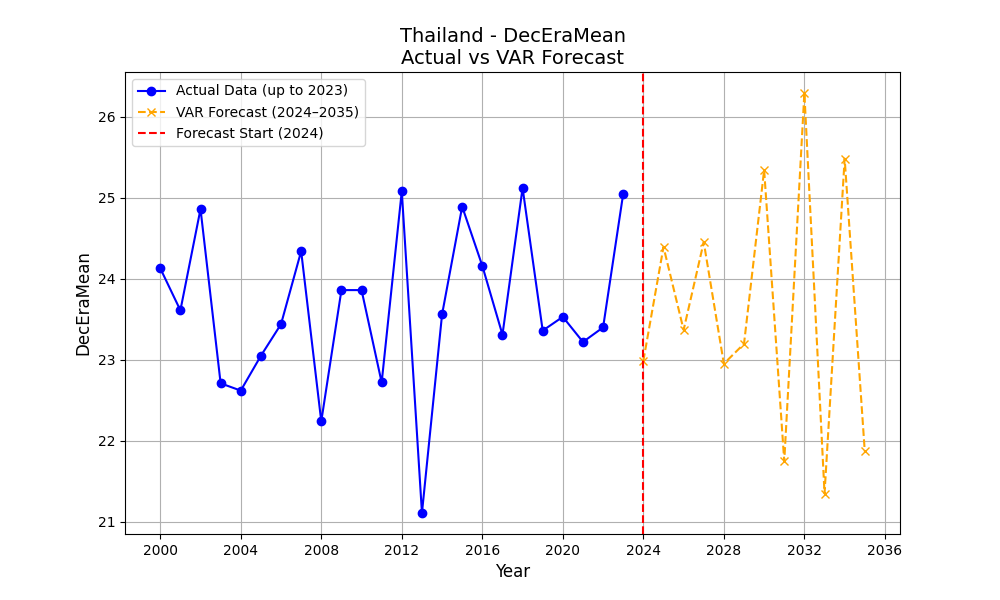 Thailand - DecEraMean
Actual vs VAR Forecast
Actual Data (up to 2023)
VAR Forecast (2024–2035)
Forecast Start (2024)
DecEraMean
26
25
24
23
22
21
2000 2004 2008 2012 2016 2020 2024 2028 2032 2036
Year